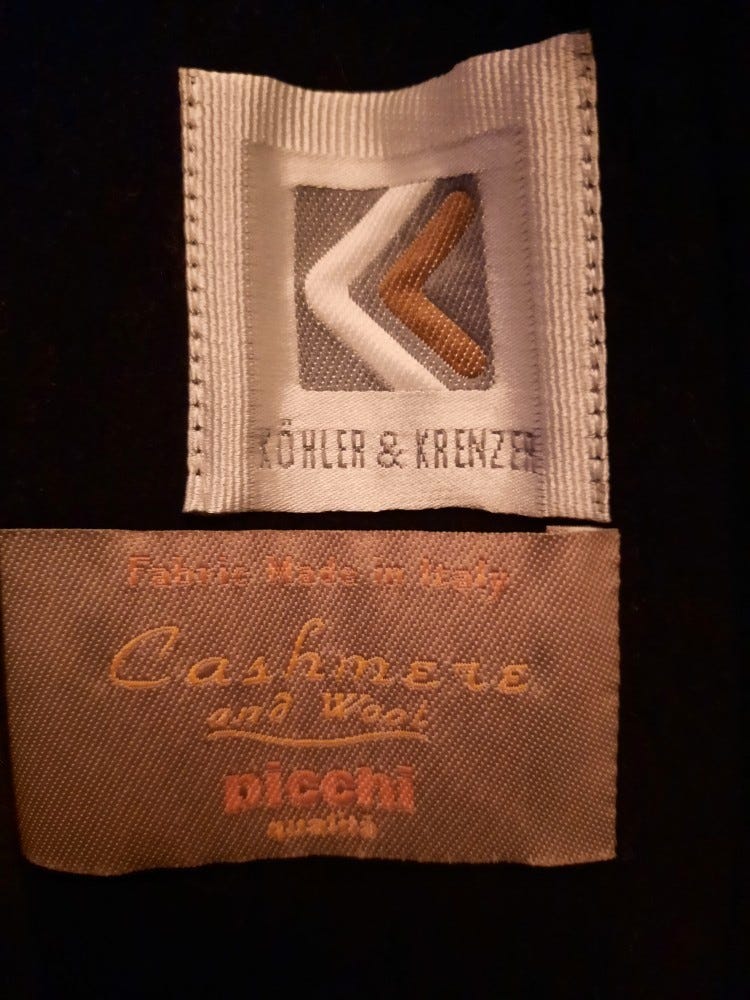 KÖHLER & KRENZER
Fabric Made in Italy
Cashmere
and Wool
picchi
qualità